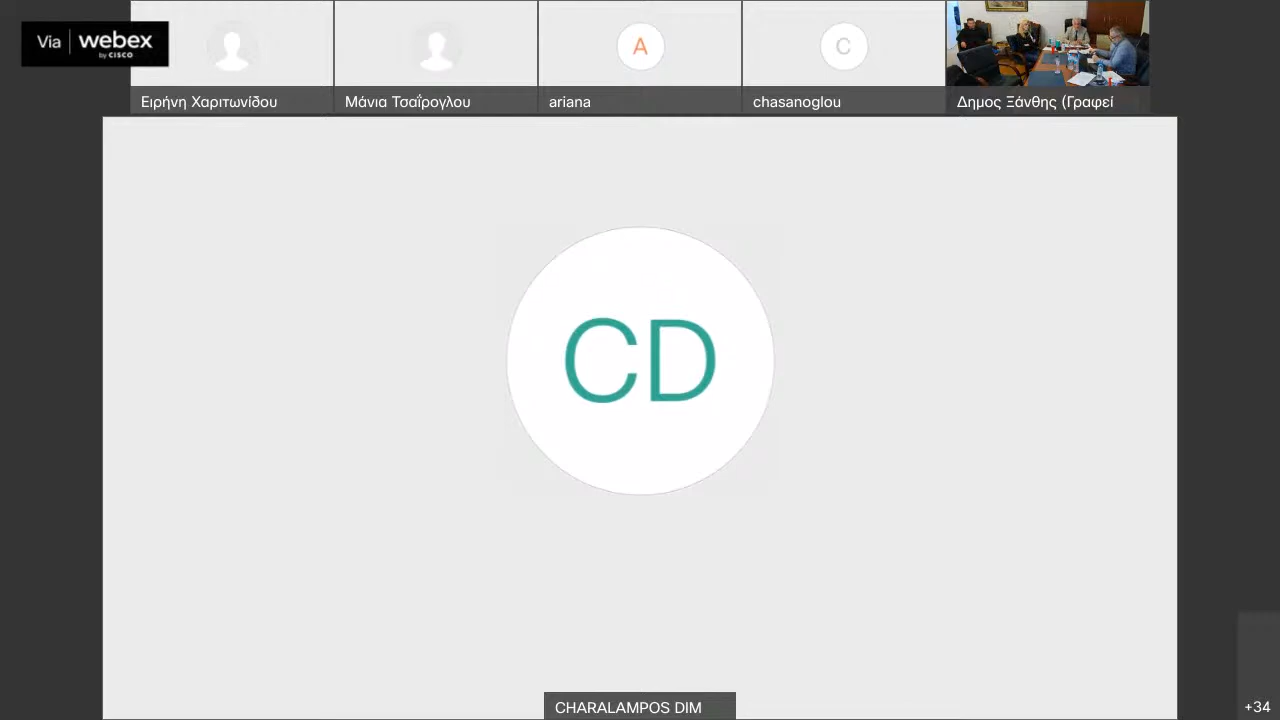 Via webex
by CISCO
A
C
Ειρήνη Χαριτωνίδου
Μάνια Τσαΐρογλου
ariana
chasanoglou
Δημος Ξάνθης (Γραφεί
CD
CHARALAMPOS DIM
+34